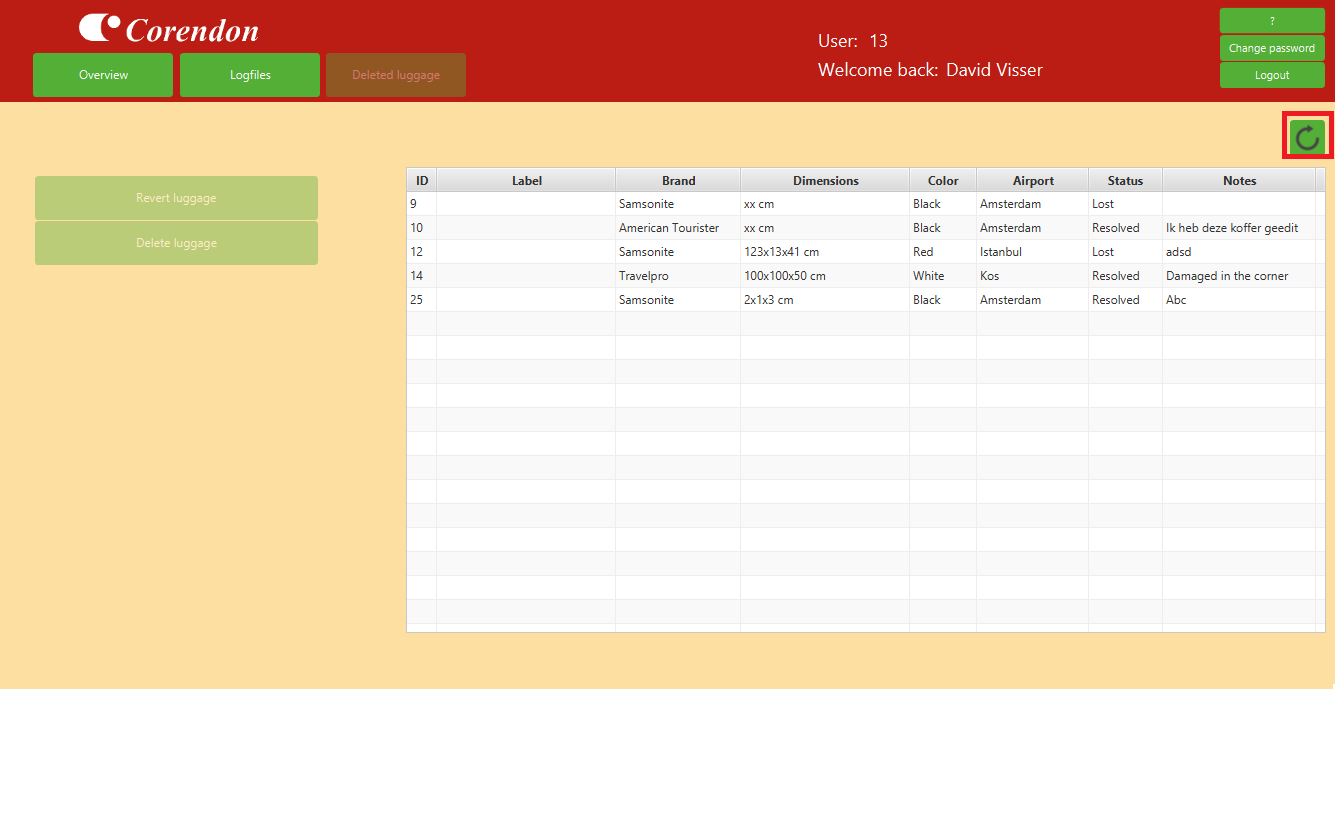 Corendon
Overview Logfiles Deleted luggage
User: 13
Welcome back: David Visser
?
Change password
Logout
Revert luggage
Delete luggage
ID Label Brand Dimensions Color Airport Status Notes
9 Samsonite xx cm Black Amsterdam Lost
10 American Tourister xx cm Black Amsterdam Resolved Ik heb deze koffer geedit
12 Samsonite 123x13x41 cm Red Istanbul Lost adsd
14 Travelpro 100x100x50 cm White Kos Resolved Damaged in the corner
25 Samsonite 2x1x3 cm Black Amsterdam Resolved Abc